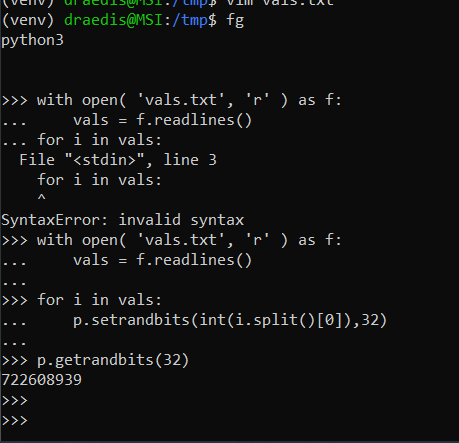 (venv) draedis@MSI:/tmp$ vim vals.txt
(venv) draedis@MSI:/tmp$ fg
python3
>>> with open( 'vals.txt', 'r' ) as f:
...     vals = f.readlines()
... for i in vals:
  File "<stdin>", line 3
    for i in vals:
    ^
SyntaxError: invalid syntax
>>> with open( 'vals.txt', 'r' ) as f:
...     vals = f.readlines()
...
>>> for i in vals:
...     p.setrandbits(int(i.split()[0]),32)
...
>>> p.getrandbits(32)
722608939
>>>
>>>